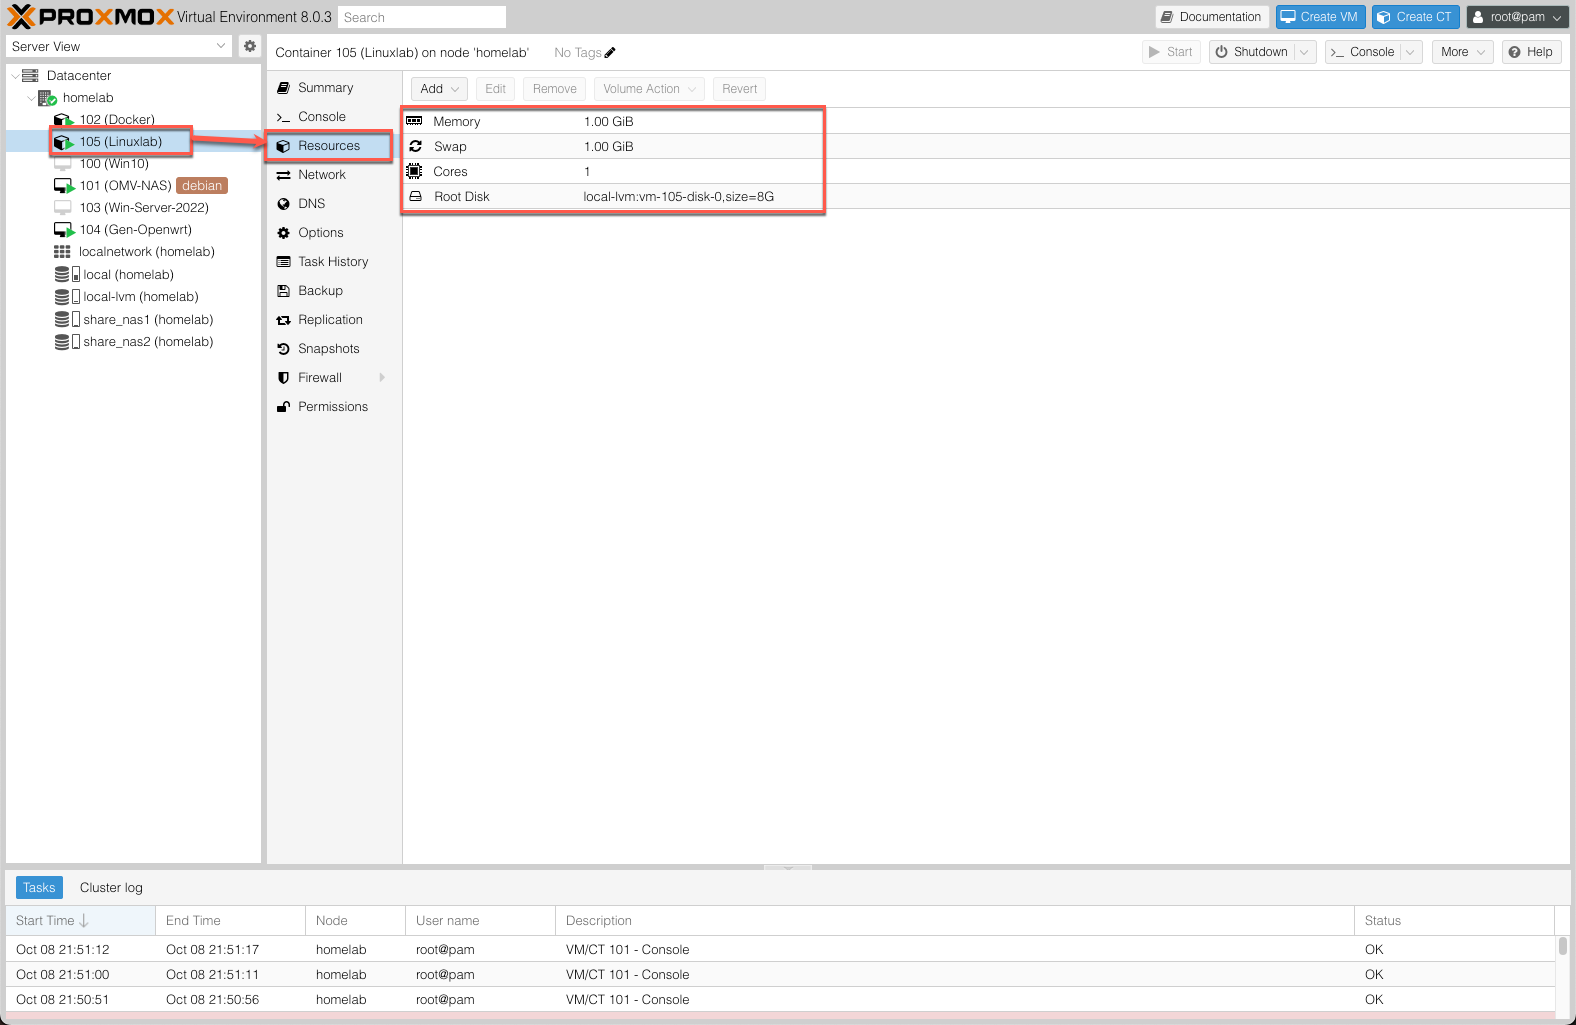 PROXMOX Virtual Environment 8.0.3 Search Documentation Create VM Create CT root@pam
Server View
Container 105 (Linuxlab) on node 'homelab' No Tags Start Shutdown Console More Help
Datacenter
homelab
102 (Docker)
105 (Linuxlab)
100 (Win10)
101 (OMV-NAS) debian
103 (Win-Server-2022)
104 (Gen-Openwrt)
localnetwork (homelab)
local (homelab)
local-lvm (homelab)
share_nas1 (homelab)
share_nas2 (homelab)
Summary
Console
Resources
Network
DNS
Options
Task History
Backup
Replication
Snapshots
Firewall
Permissions
Add Edit Remove Volume Action Revert
Memory 1.00 GiB
Swap 1.00 GiB
Cores 1
Root Disk local-lvm:vm-105-disk-0,size=8G
Tasks Cluster log
Start Time End Time Node User name Description Status
Oct 08 21:51:12 Oct 08 21:51:17 homelab root@pam VM/CT 101 - Console OK
Oct 08 21:51:00 Oct 08 21:51:11 homelab root@pam VM/CT 101 - Console OK
Oct 08 21:50:51 Oct 08 21:50:56 homelab root@pam VM/CT 101 - Console OK